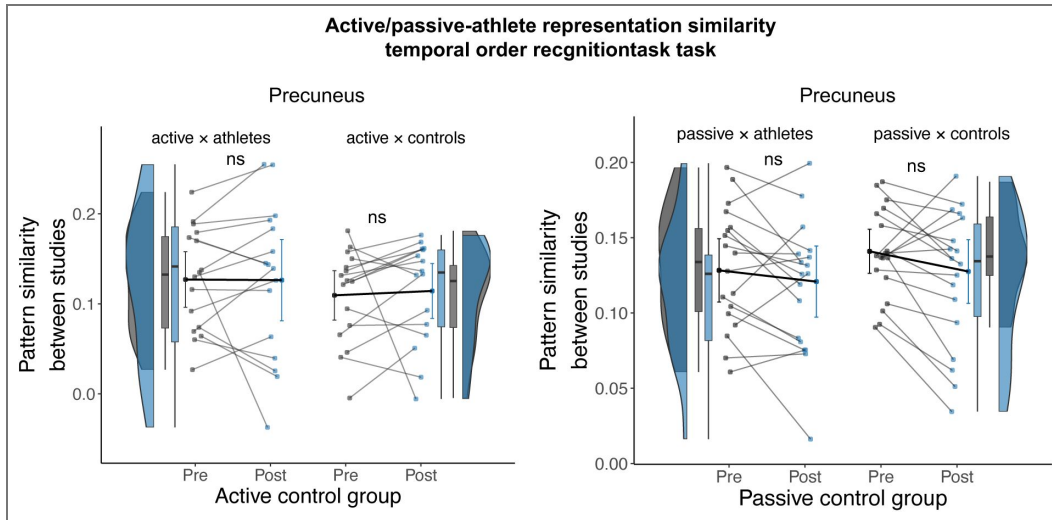 Active/passive-athlete representation similarity
temporal order recgnitiontask task
Precuneus
active × athletes
active × controls
ns
ns
Pattern similarity
between studies
0.2
0.1
0.0
Pre
Post
Pre
Post
Active control group
Precuneus
passive × athletes
passive × controls
ns
ns
Pattern similarity
between studies
0.20
0.15
0.10
0.05
0.00
Pre
Post
Pre
Post
Passive control group